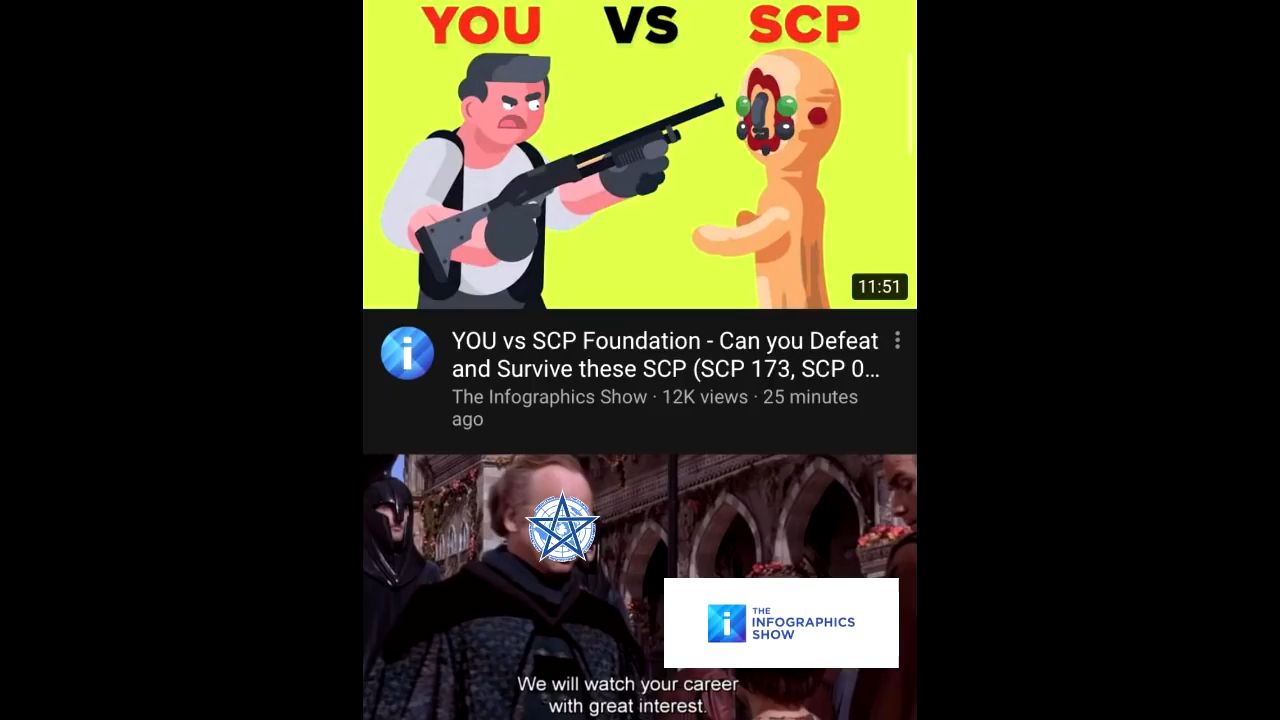 YOU VS SCP
11:51
YOU vs SCP Foundation - Can you Defeat
and Survive these SCP (SCP 173, SCP 0...
The Infographics Show · 12K views · 25 minutes
ago
THE
INFOGRAPHICS
SHOW
We will watch your career
with great interest.